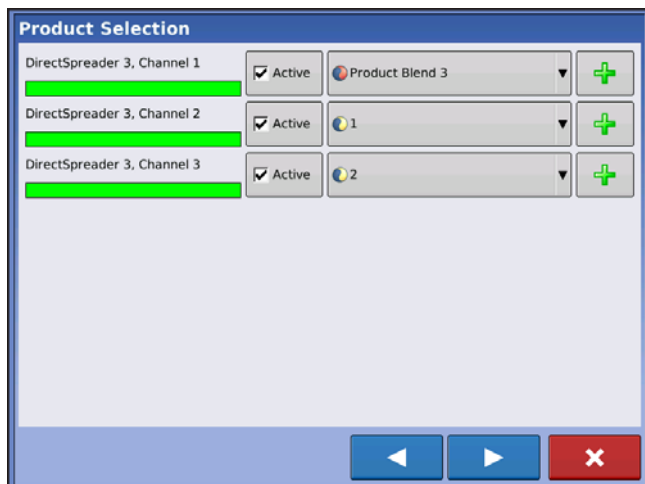 Product Selection
DirectSpreader 3, Channel 1
Active
Product Blend 3
DirectSpreader 3, Channel 2
Active
1
DirectSpreader 3, Channel 3
Active
2